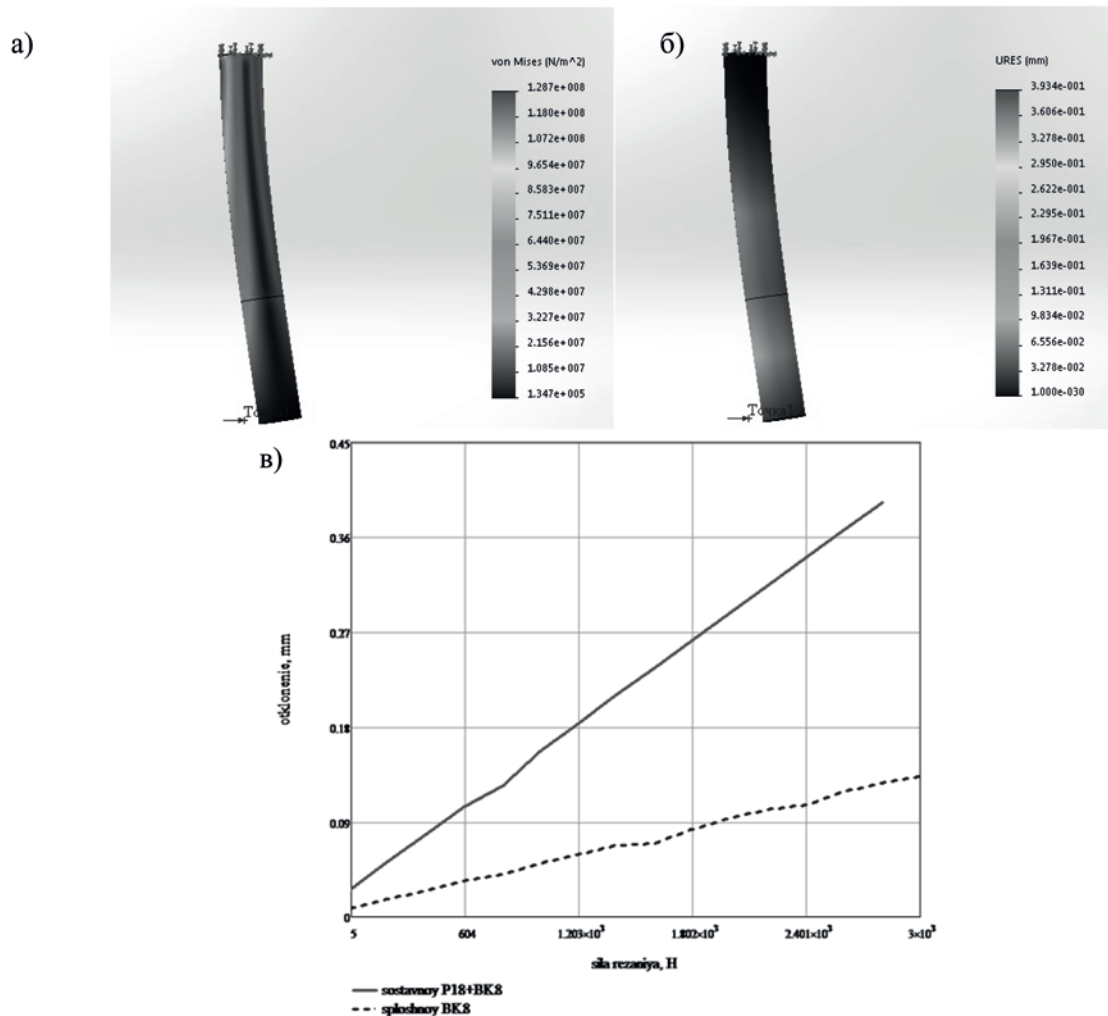 а)
von Mises (N/m^2)
1.287e+008
1.180e+008
1.072e+008
9.654e+007
8.583e+007
7.511e+007
6.440e+007
5.369e+007
4.298e+007
3.227e+007
2.156e+007
1.085e+007
1.347e+005
б)
URES (mm)
3.934e-001
3.606e-001
3.278e-001
2.950e-001
2.622e-001
2.295e-001
1.967e-001
1.639e-001
1.311e-001
9.834e-002
6.556e-002
3.278e-002
1.000e-030
в)
otklonenie, mm
0.45
0.36
0.27
0.18
0.09
0
5
604
1.203×10³
1.802×10³
2.401×10³
3×10³
sila rezaniya, H
sostavnoy P18+BK8
sploshnoy BK8